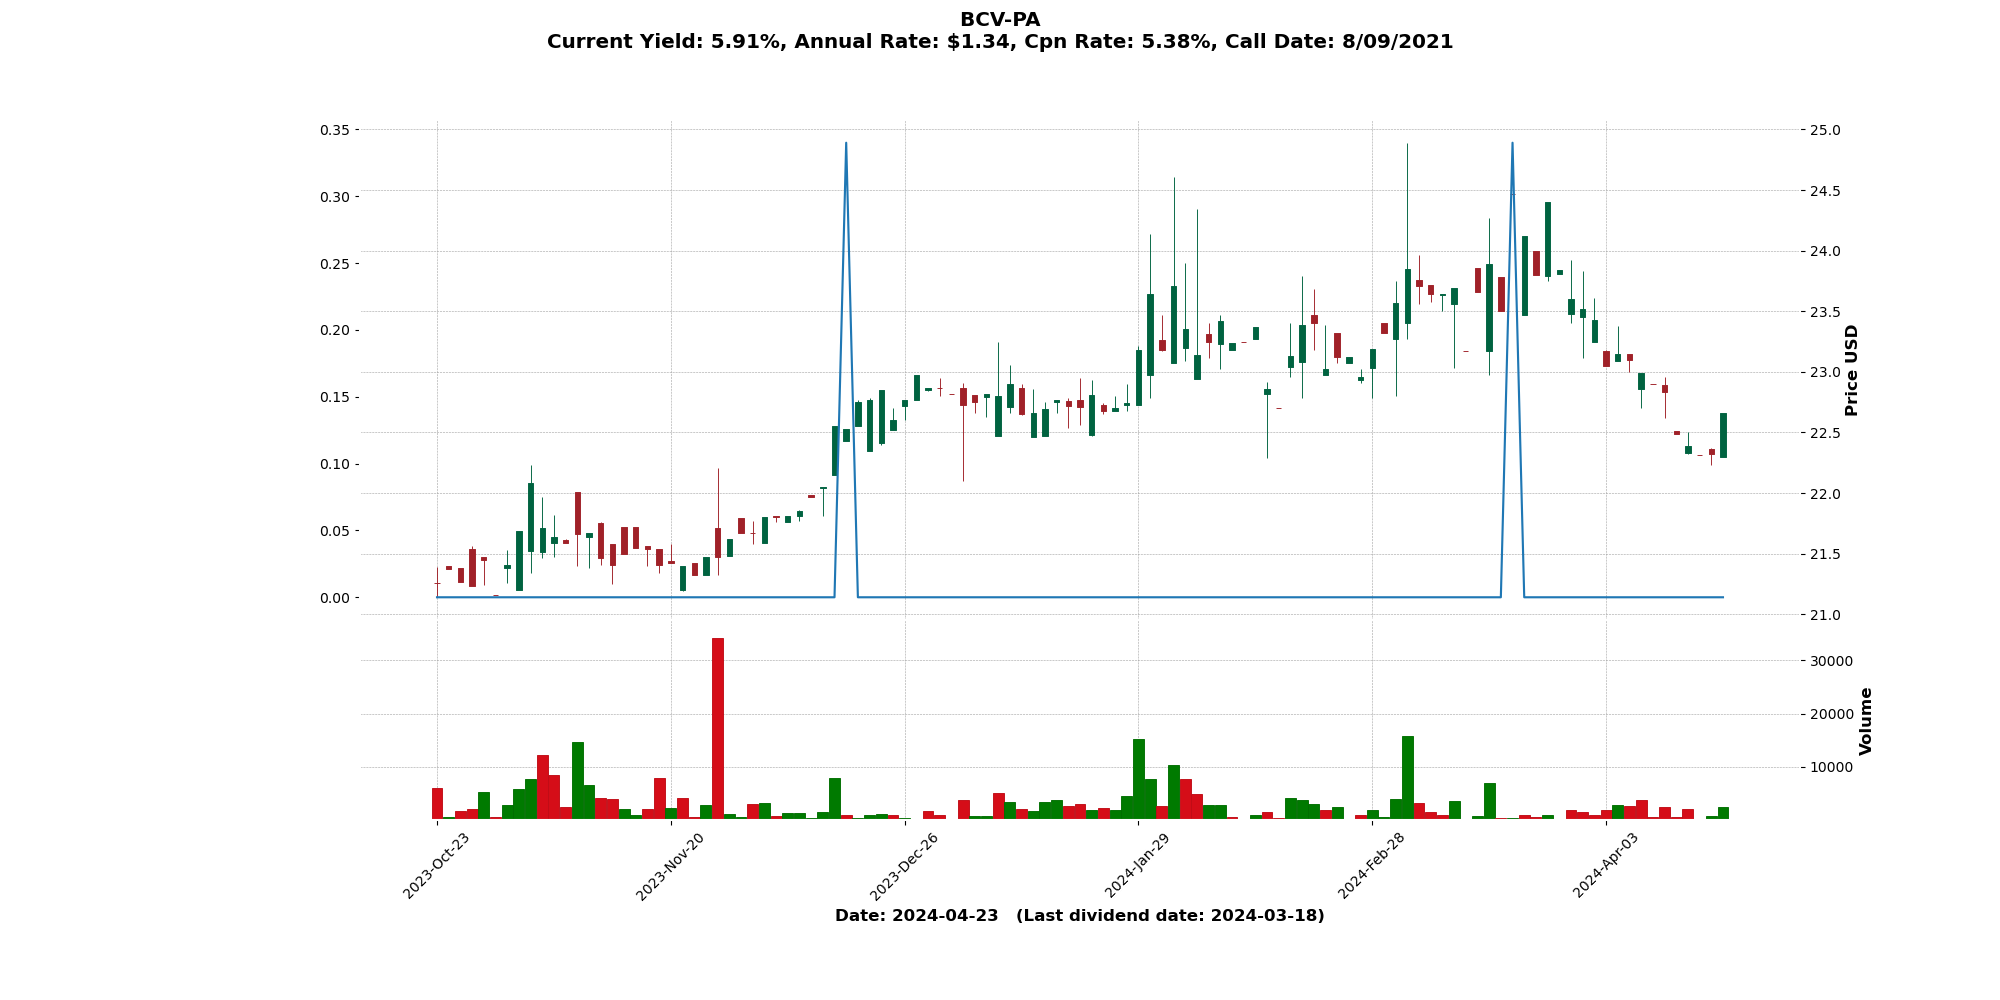 BCV-PA
Current Yield: 5.91%, Annual Rate: $1.34, Cpn Rate: 5.38%, Call Date: 8/09/2021
0.35
0.30
0.25
0.20
0.15
0.10
0.05
0.00
25.0
24.5
24.0
23.5
23.0
22.5
22.0
21.5
21.0
Price USD
30000
20000
10000
Volume
2023-Oct-23
2023-Nov-20
2023-Dec-26
2024-Jan-29
2024-Feb-28
2024-Apr-03
Date: 2024-04-23   (Last dividend date: 2024-03-18)